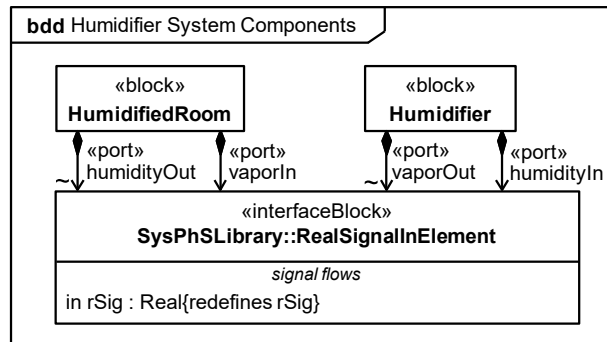 bdd Humidifier System Components
«block»
HumidifiedRoom
«block»
Humidifier
«port»
humidityOut
«port»
vaporIn
«port»
vaporOut
«port»
humidityIn
~
~
«interfaceBlock»
SysPhSLibrary::RealSignalInElement
signal flows
in rSig : Real{redefines rSig}